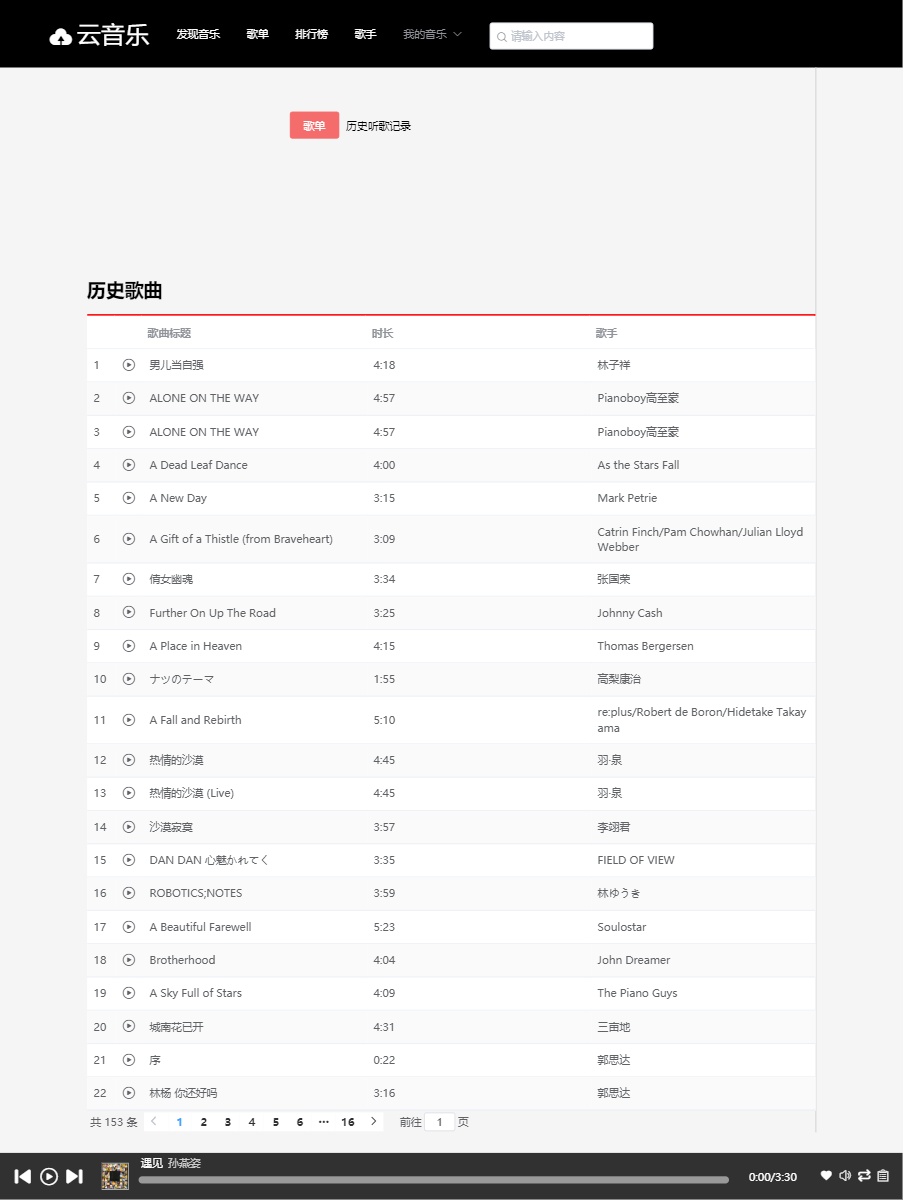 云音乐 发现音乐 歌单 排行榜 歌手 我的音乐 请输入内容
歌单 历史听歌记录
历史歌曲
歌曲标题 时长 歌手
1 男儿当自强 4:18 林子祥
2 ALONE ON THE WAY 4:57 Pianoboy高至豪
3 ALONE ON THE WAY 4:57 Pianoboy高至豪
4 A Dead Leaf Dance 4:00 As the Stars Fall
5 A New Day 3:15 Mark Petrie
6 A Gift of a Thistle (from Braveheart) 3:09 Catrin Finch/Pam Chowhan/Julian Lloyd
Webber
7 倩女幽魂 3:34 张国荣
8 Further On Up The Road 3:25 Johnny Cash
9 A Place in Heaven 4:15 Thomas Bergersen
10 ナツのテーマ 1:55 高梨康治
11 A Fall and Rebirth 5:10 re:plus/Robert de Boron/Hidetake Takay
ama
12 热情的沙漠 4:45 羽·泉
13 热情的沙漠 (Live) 4:45 羽·泉
14 沙漠寂寞 3:57 李翊君
15 DAN DAN 心魅かれてく 3:35 FIELD OF VIEW
16 ROBOTICS;NOTES 3:59 林ゆうき
17 A Beautiful Farewell 5:23 Soulostar
18 Brotherhood 4:04 John Dreamer
19 A Sky Full of Stars 4:09 The Piano Guys
20 城南花已开 4:31 三亩地
21 序 0:22 郭思达
22 林杨 你还好吗 3:16 郭思达
共 153 条 1 2 3 4 5 6 ··· 16 前往 1 页
遇见 孙燕姿
0:00/3:30